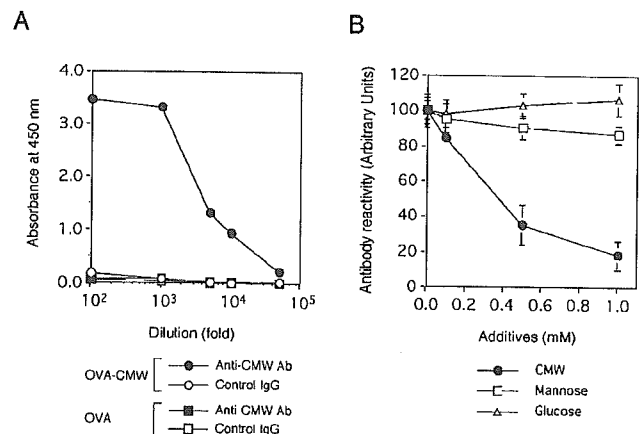 A
Absorbance at 450 nm
4.0
3.0
2.0
1.0
0.0
10²
10³
10⁴
10⁵
Dilution (fold)
OVA-CMW
Anti-CMW Ab
Control IgG
OVA
Anti CMW Ab
Control IgG
B
Antibody reactivity (Arbitrary Units)
120
100
80
60
40
20
0
0.0 0.2 0.4 0.6 0.8 1.0
Additives (mM)
CMW
Mannose
Glucose